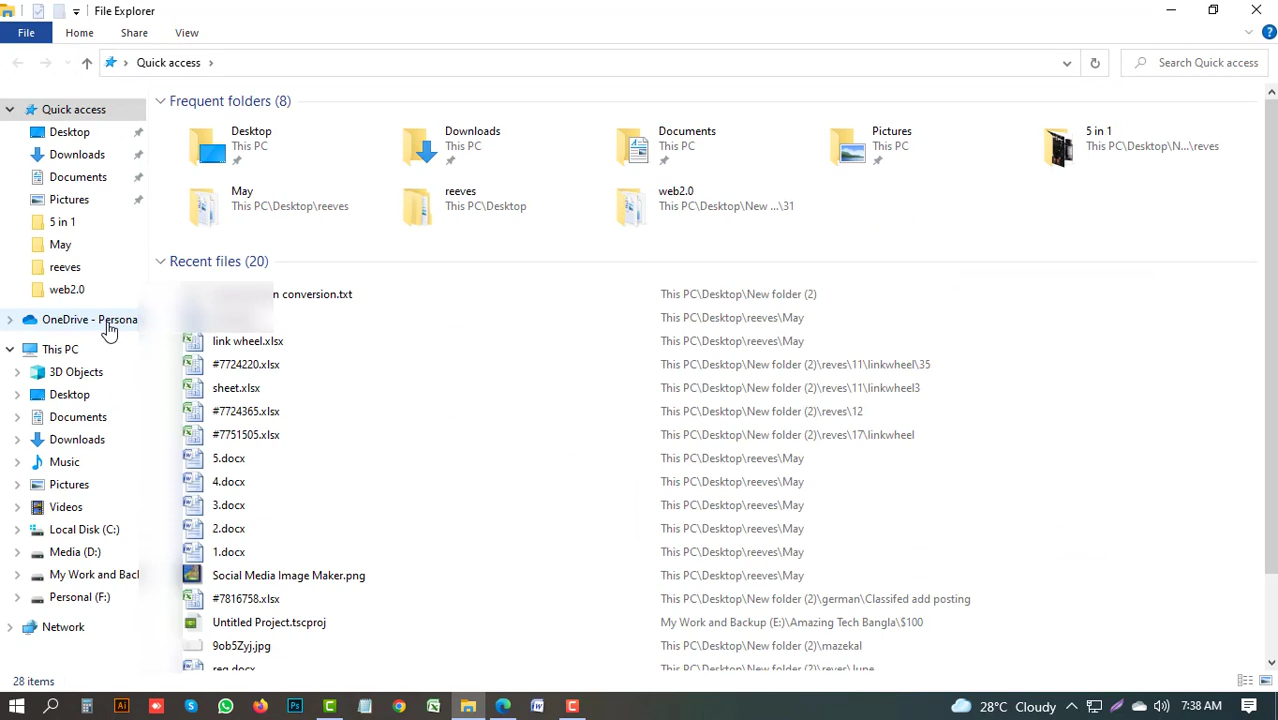 File Explorer
File Home Share View
Quick access
Search Quick access
Quick access
Desktop
Downloads
Documents
Pictures
5 in 1
May
reeves
web2.0
OneDrive - Persona
This PC
3D Objects
Desktop
Documents
Downloads
Music
Pictures
Videos
Local Disk (C:)
Media (D:)
My Work and Bac
Personal (F:)
Network
Frequent folders (8)
Desktop
This PC
Downloads
This PC
Documents
This PC
Pictures
This PC
5 in 1
This PC\Desktop\N...\reves
May
This PC\Desktop\reeves
reeves
This PC\Desktop
web2.0
This PC\Desktop\New ...\31
Recent files (20)
n conversion.txt This PC\Desktop\New folder (2)
This PC\Desktop\reeves\May
link wheel.xlsx This PC\Desktop\reeves\May
#7724220.xlsx This PC\Desktop\New folder (2)\reves\11\linkwheel\35
sheet.xlsx This PC\Desktop\New folder (2)\reves\11\linkwheel3
#7724365.xlsx This PC\Desktop\New folder (2)\reves\12
#7751505.xlsx This PC\Desktop\New folder (2)\reves\17\linkwheel
5.docx This PC\Desktop\reeves\May
4.docx This PC\Desktop\reeves\May
3.docx This PC\Desktop\reeves\May
2.docx This PC\Desktop\reeves\May
1.docx This PC\Desktop\reeves\May
Social Media Image Maker.png This PC\Desktop\reeves\May
#7816758.xlsx This PC\Desktop\New folder (2)\german\Classifed add posting
Untitled Project.tscproj My Work and Backup (E:)\Amazing Tech Bangla\$100
9ob5Zyj.jpg This PC\Desktop\New folder (2)\mazekal
req.docx This PC\Desktop\New folder (2)\rever\June
28 items
28°C Cloudy 7:38 AM